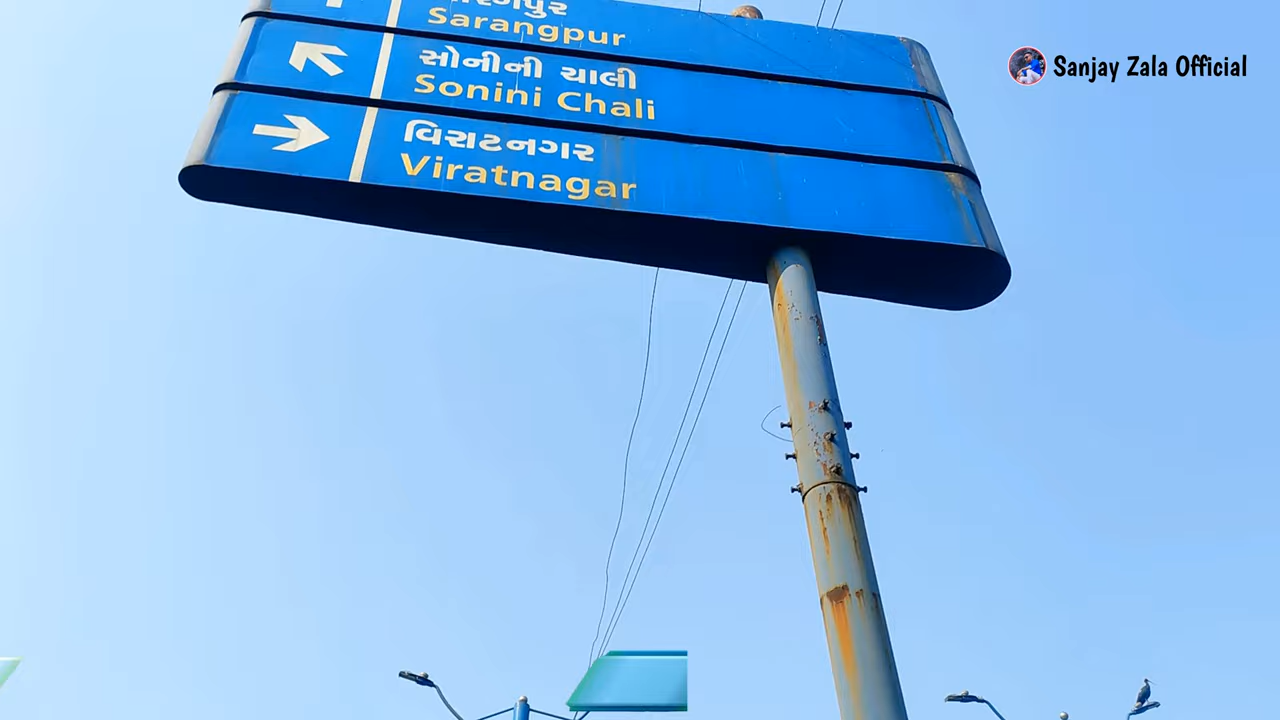 Sarangpur
સોનીની ચાલી
Sonini Chali
વિરાટનગર
Viratnagar
Sanjay Zala Official